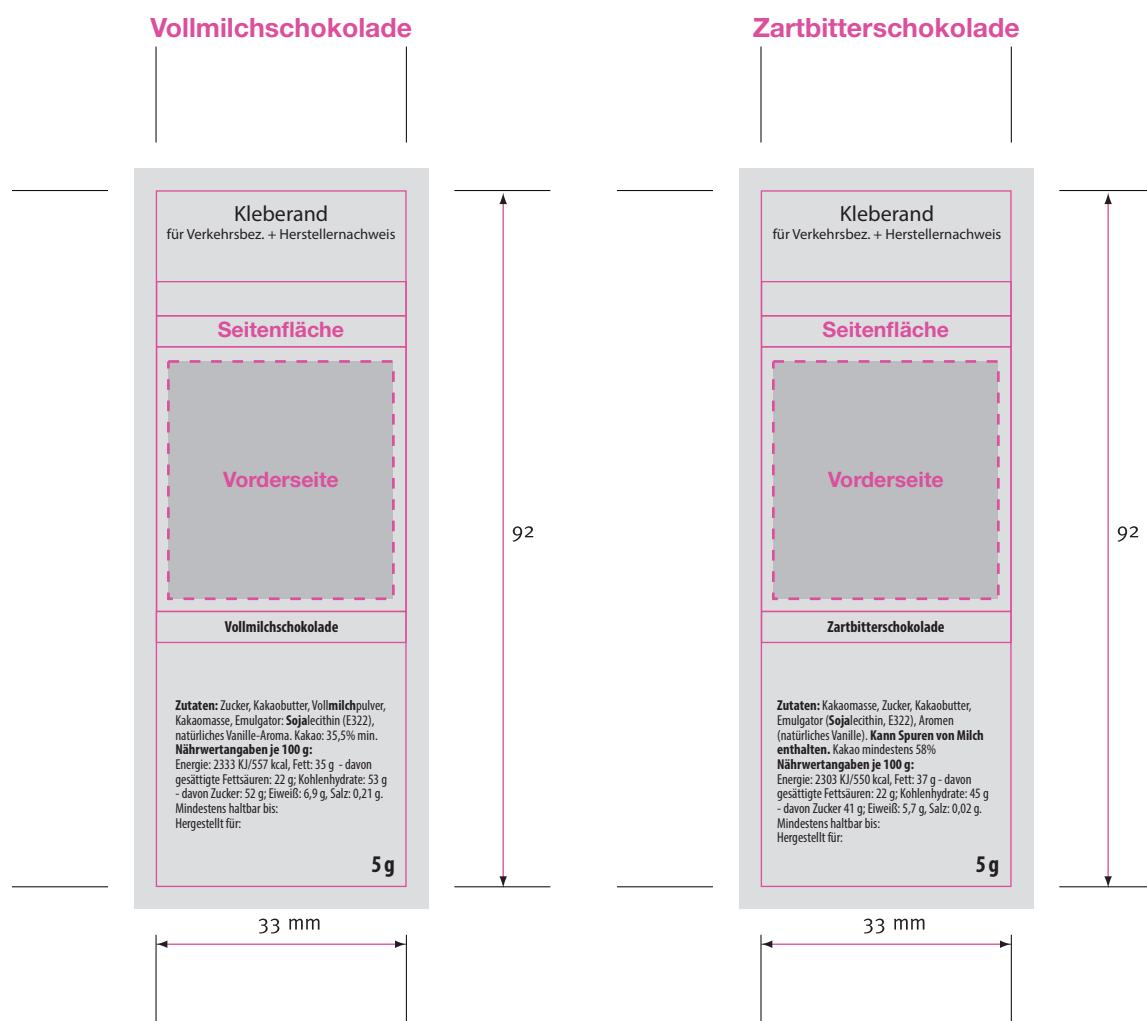 Vollmilchschokolade
Kleberand
für Verkehrsbez. + Herstellernachweis
Seitenfläche
Vorderseite
92
Vollmilchschokolade
Zutaten: Zucker, Kakaobutter, Vollmilchpulver,
Kakaomasse, Emulgator: Sojalecithin (E322),
natürliches Vanille-Aroma. Kakao: 35,5% min.
Nährwertangaben je 100 g:
Energie: 2333 KJ/557 kcal, Fett: 35 g - davon
gesättigte Fettsäuren: 22 g; Kohlenhydrate: 53 g
- davon Zucker: 52 g; Eiweiß: 6,9 g, Salz: 0,21 g.
Mindestens haltbar bis:
Hergestellt für:
5 g
33 mm
Zartbitterschokolade
Kleberand
für Verkehrsbez. + Herstellernachweis
Seitenfläche
Vorderseite
92
Zartbitterschokolade
Zutaten: Kakaomasse, Zucker, Kakaobutter,
Emulgator (Sojalecithin, E322), Aromen
(natürliches Vanille). Kann Spuren von Milch
enthalten. Kakao mindestens 58%
Nährwertangaben je 100 g:
Energie: 2303 KJ/550 kcal, Fett: 37 g - davon
gesättigte Fettsäuren: 22 g; Kohlenhydrate: 45 g
- davon Zucker 41 g; Eiweiß: 5,7 g, Salz: 0,02 g.
Mindestens haltbar bis:
Hergestellt für:
5 g
33 mm